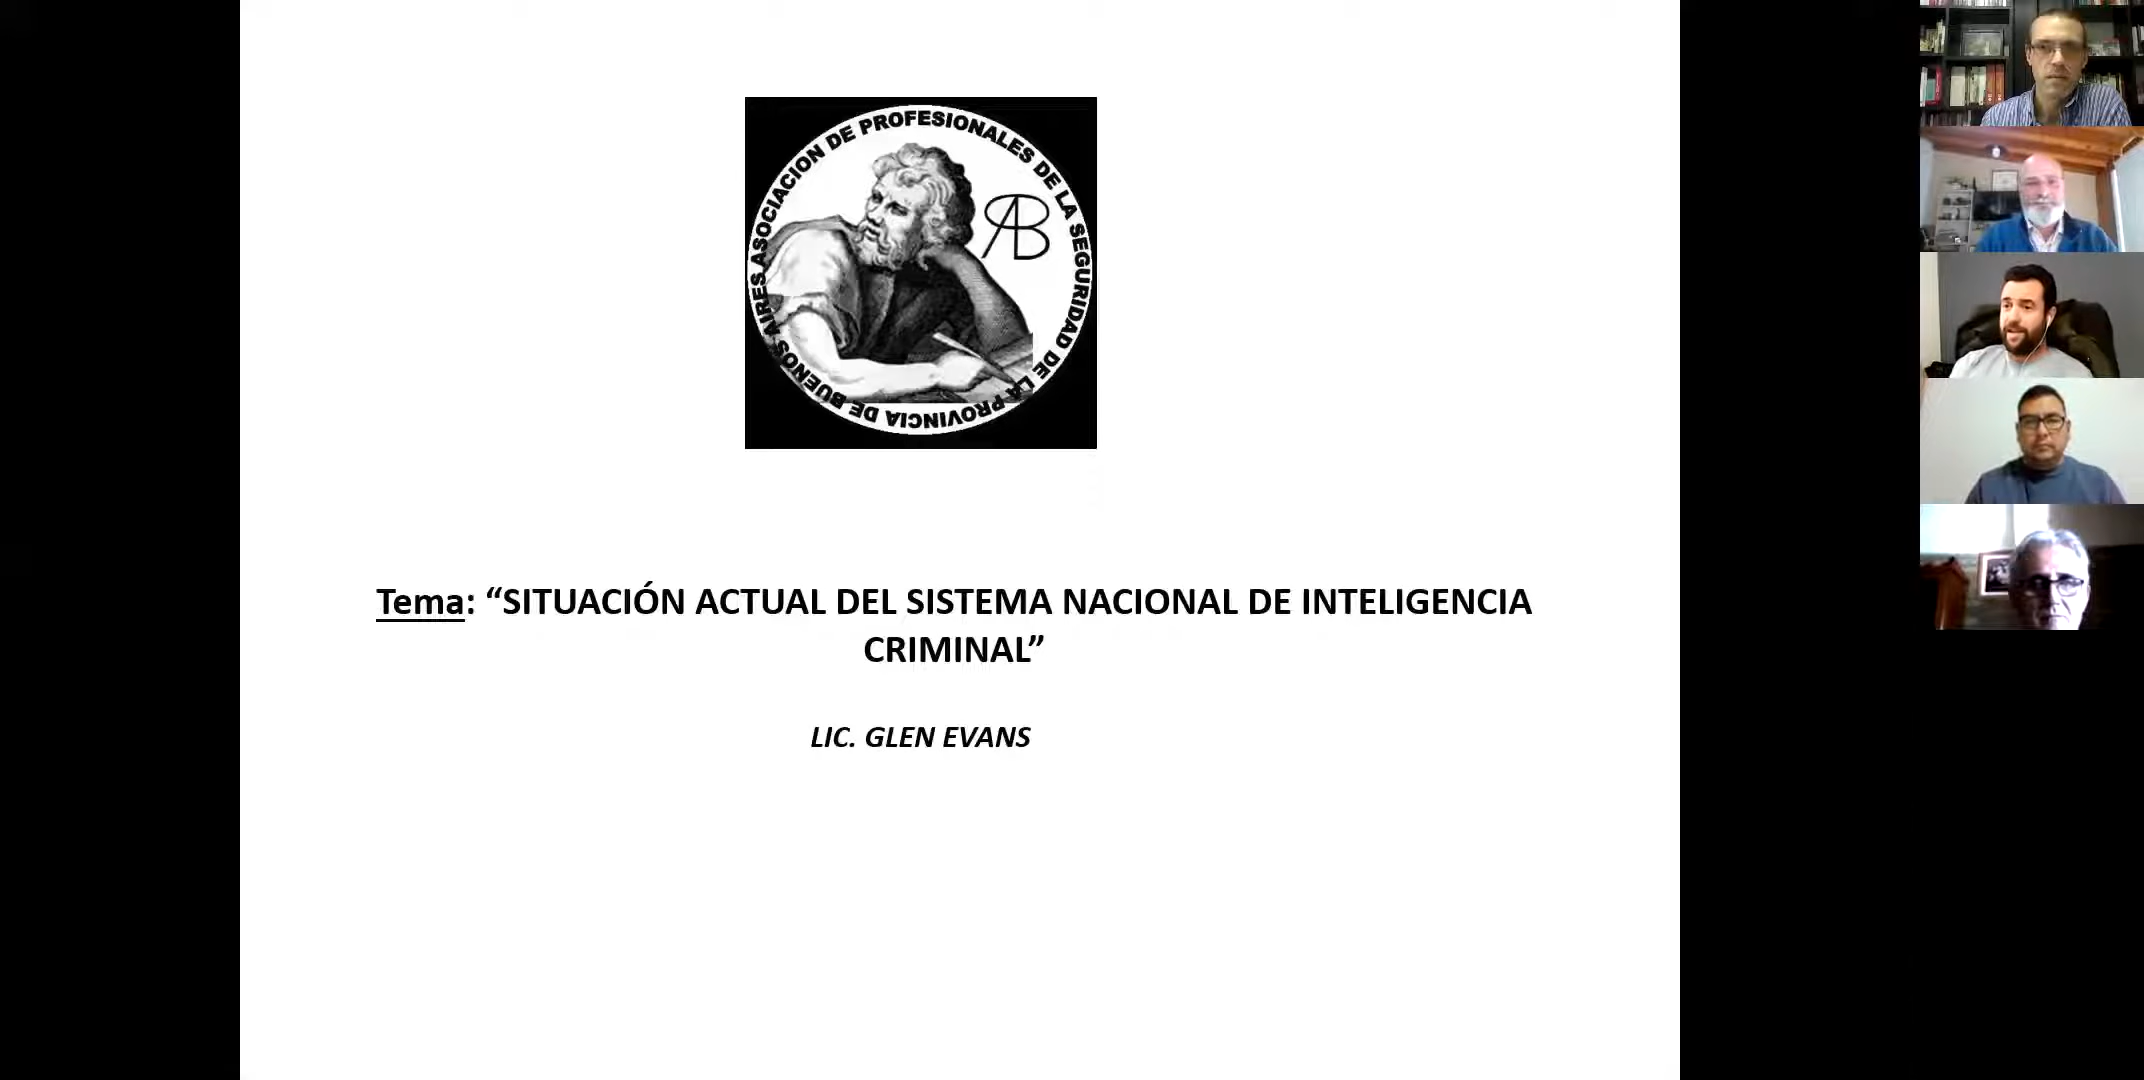 ASOCIACION DE PROFESIONALES DE LA SEGURIDAD DE LA PROVINCIA DE BUENOS AIRES
AB
Tema: “SITUACIÓN ACTUAL DEL SISTEMA NACIONAL DE INTELIGENCIA
CRIMINAL”
LIC. GLEN EVANS